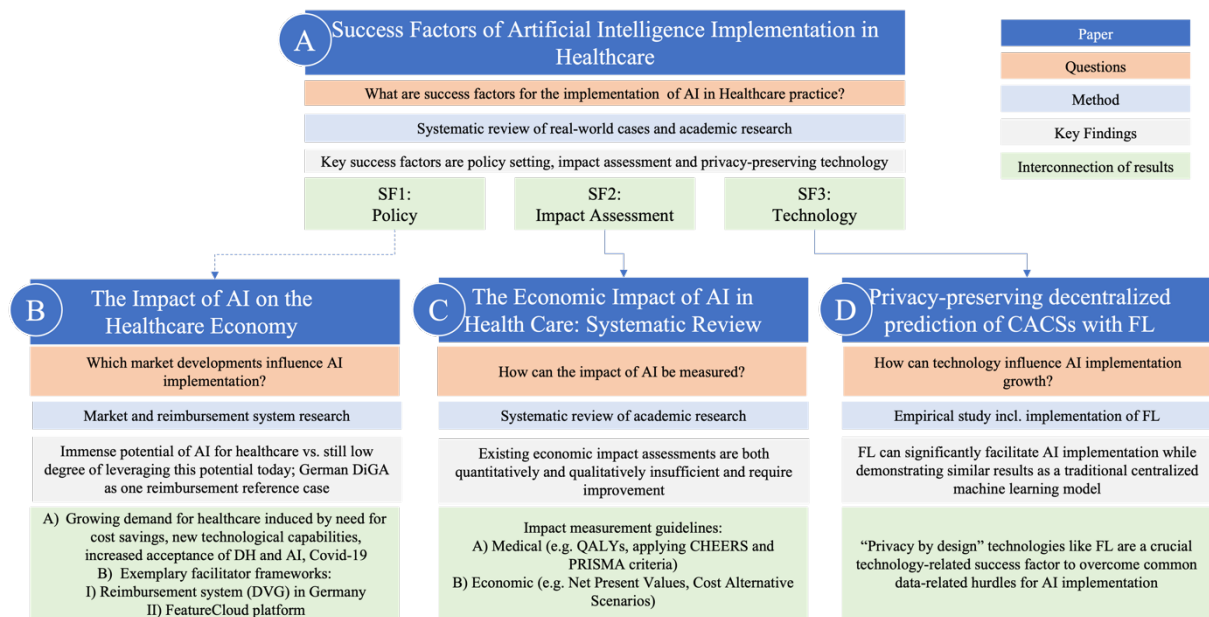 A
Success Factors of Artificial Intelligence Implementation in
Healthcare
What are success factors for the implementation of AI in Healthcare practice?
Systematic review of real-world cases and academic research
Key success factors are policy setting, impact assessment and privacy-preserving technology
SF1:
Policy
SF2:
Impact Assessment
SF3:
Technology
Paper
Questions
Method
Key Findings
Interconnection of results
B
The Impact of AI on the
Healthcare Economy
Which market developments influence AI
implementation?
Market and reimbursement system research
Immense potential of AI for healthcare vs. still low
degree of leveraging this potential today; German DiGA
as one reimbursement reference case
A) Growing demand for healthcare induced by need for
cost savings, new technological capabilities,
increased acceptance of DH and AI, Covid-19
B) Exemplary facilitator frameworks:
I) Reimbursement system (DVG) in Germany
II) FeatureCloud platform
C
The Economic Impact of AI in
Health Care: Systematic Review
How can the impact of AI be measured?
Systematic review of academic research
Existing economic impact assessments are both
quantitatively and qualitatively insufficient and require
improvement
Impact measurement guidelines:
A) Medical (e.g. QALYs, applying CHEERS and
PRISMA criteria)
B) Economic (e.g. Net Present Values, Cost Alternative
Scenarios)
D
Privacy-preserving decentralized
prediction of CACSs with FL
How can technology influence AI implementation
growth?
Empirical study incl. implementation of FL
FL can significantly facilitate AI implementation while
demonstrating similar results as a traditional centralized
machine learning model
“Privacy by design” technologies like FL are a crucial
technology-related success factor to overcome common
data-related hurdles for AI implementation